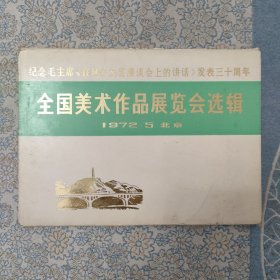 纪念毛主席《在延安文艺座谈会上的讲话》发表三十周年
全国美术作品展览会选辑
1972 5 北京